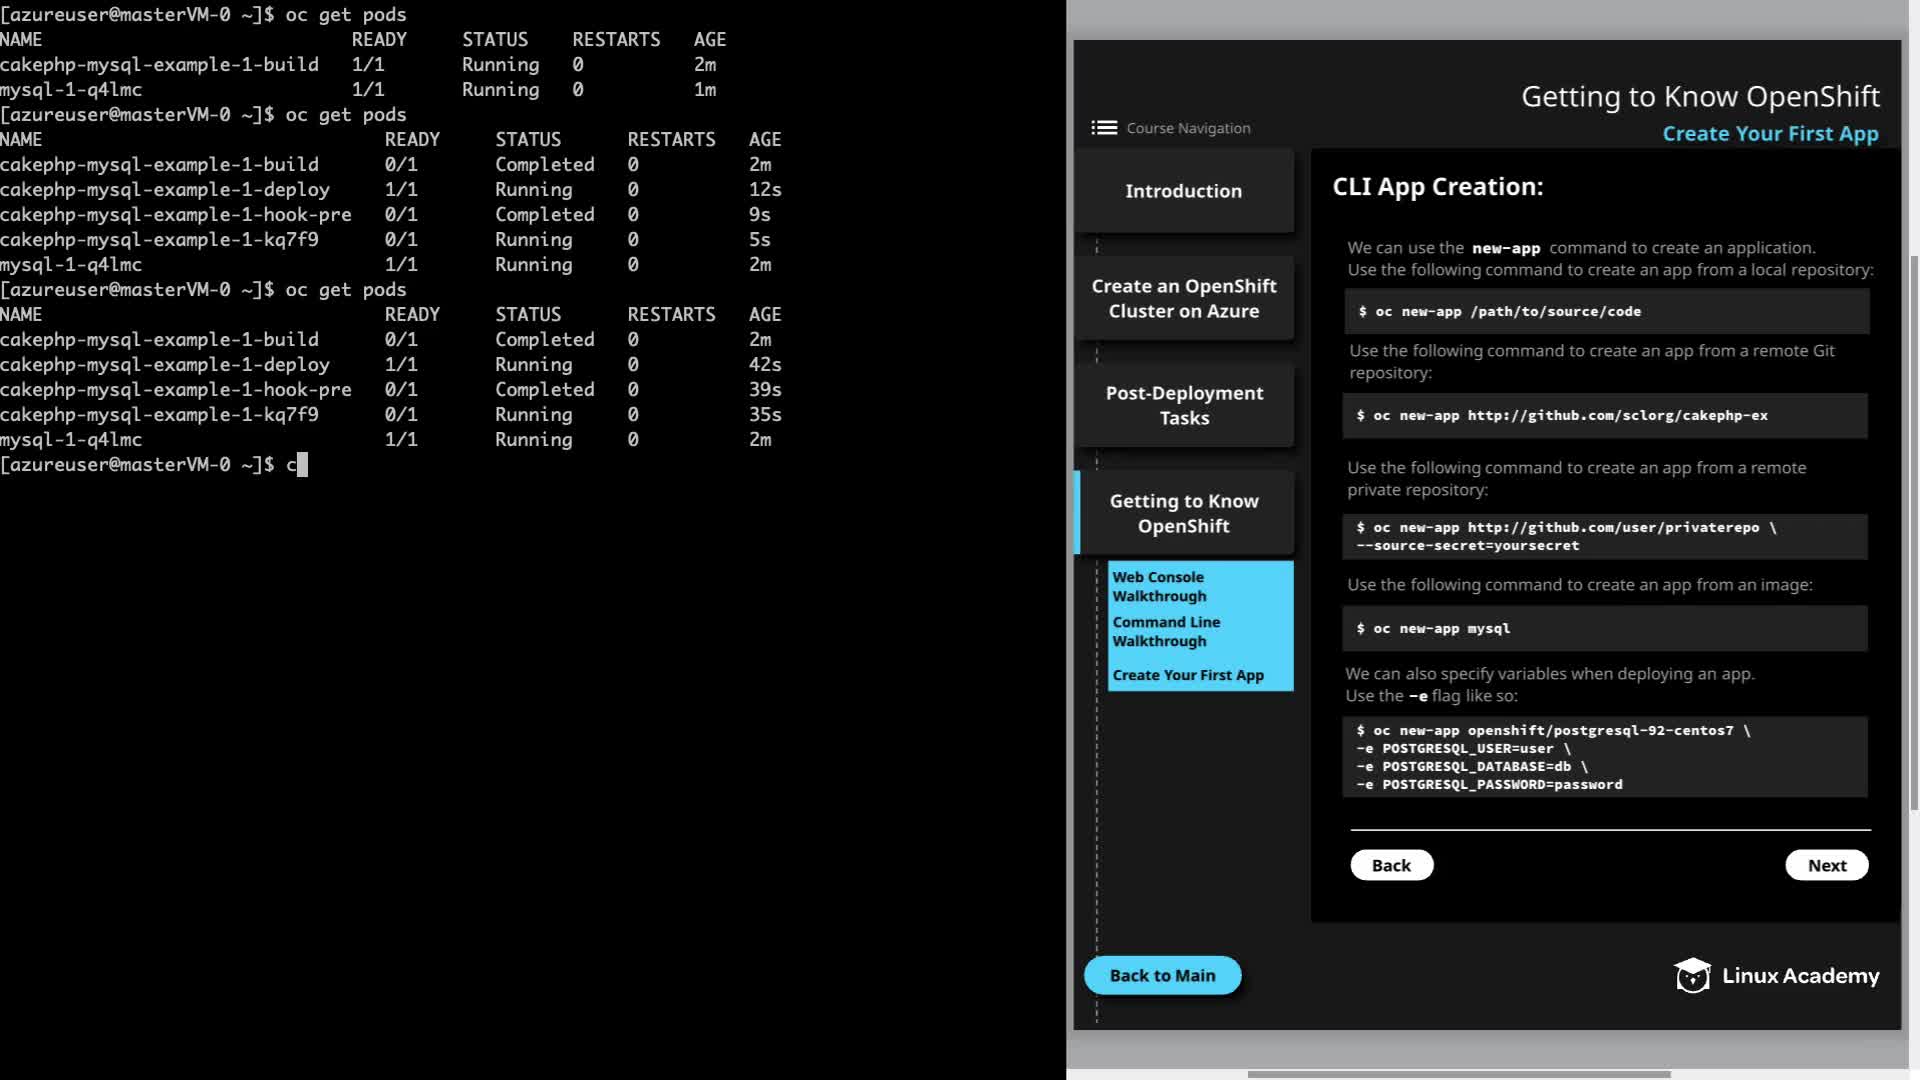 [azureuser@masterVM-0 ~]$ oc get pods
NAME READY STATUS RESTARTS AGE
cakephp-mysql-example-1-build 1/1 Running 0 2m
mysql-1-q4lmc 1/1 Running 0 1m
[azureuser@masterVM-0 ~]$ oc get pods
NAME READY STATUS RESTARTS AGE
cakephp-mysql-example-1-build 0/1 Completed 0 2m
cakephp-mysql-example-1-deploy 1/1 Running 0 12s
cakephp-mysql-example-1-hook-pre 0/1 Completed 0 9s
cakephp-mysql-example-1-kq7f9 0/1 Running 0 5s
mysql-1-q4lmc 1/1 Running 0 2m
[azureuser@masterVM-0 ~]$ oc get pods
NAME READY STATUS RESTARTS AGE
cakephp-mysql-example-1-build 0/1 Completed 0 2m
cakephp-mysql-example-1-deploy 1/1 Running 0 42s
cakephp-mysql-example-1-hook-pre 0/1 Completed 0 39s
cakephp-mysql-example-1-kq7f9 0/1 Running 0 35s
mysql-1-q4lmc 1/1 Running 0 2m
[azureuser@masterVM-0 ~]$ c
Getting to Know OpenShift
Create Your First App
Course Navigation
Introduction
Create an OpenShift
Cluster on Azure
Post-Deployment
Tasks
Getting to Know
OpenShift
Web Console
Walkthrough
Command Line
Walkthrough
Create Your First App
Back to Main
CLI App Creation:
We can use the new-app command to create an application.
Use the following command to create an app from a local repository:
$ oc new-app /path/to/source/code
Use the following command to create an app from a remote Git
repository:
$ oc new-app http://github.com/sclorg/cakephp-ex
Use the following command to create an app from a remote
private repository:
$ oc new-app http://github.com/user/privaterepo \
--source-secret=yoursecret
Use the following command to create an app from an image:
$ oc new-app mysql
We can also specify variables when deploying an app.
Use the -e flag like so:
$ oc new-app openshift/postgresql-92-centos7 \
-e POSTGRESQL_USER=user \
-e POSTGRESQL_DATABASE=db \
-e POSTGRESQL_PASSWORD=password
Back
Next
Linux Academy